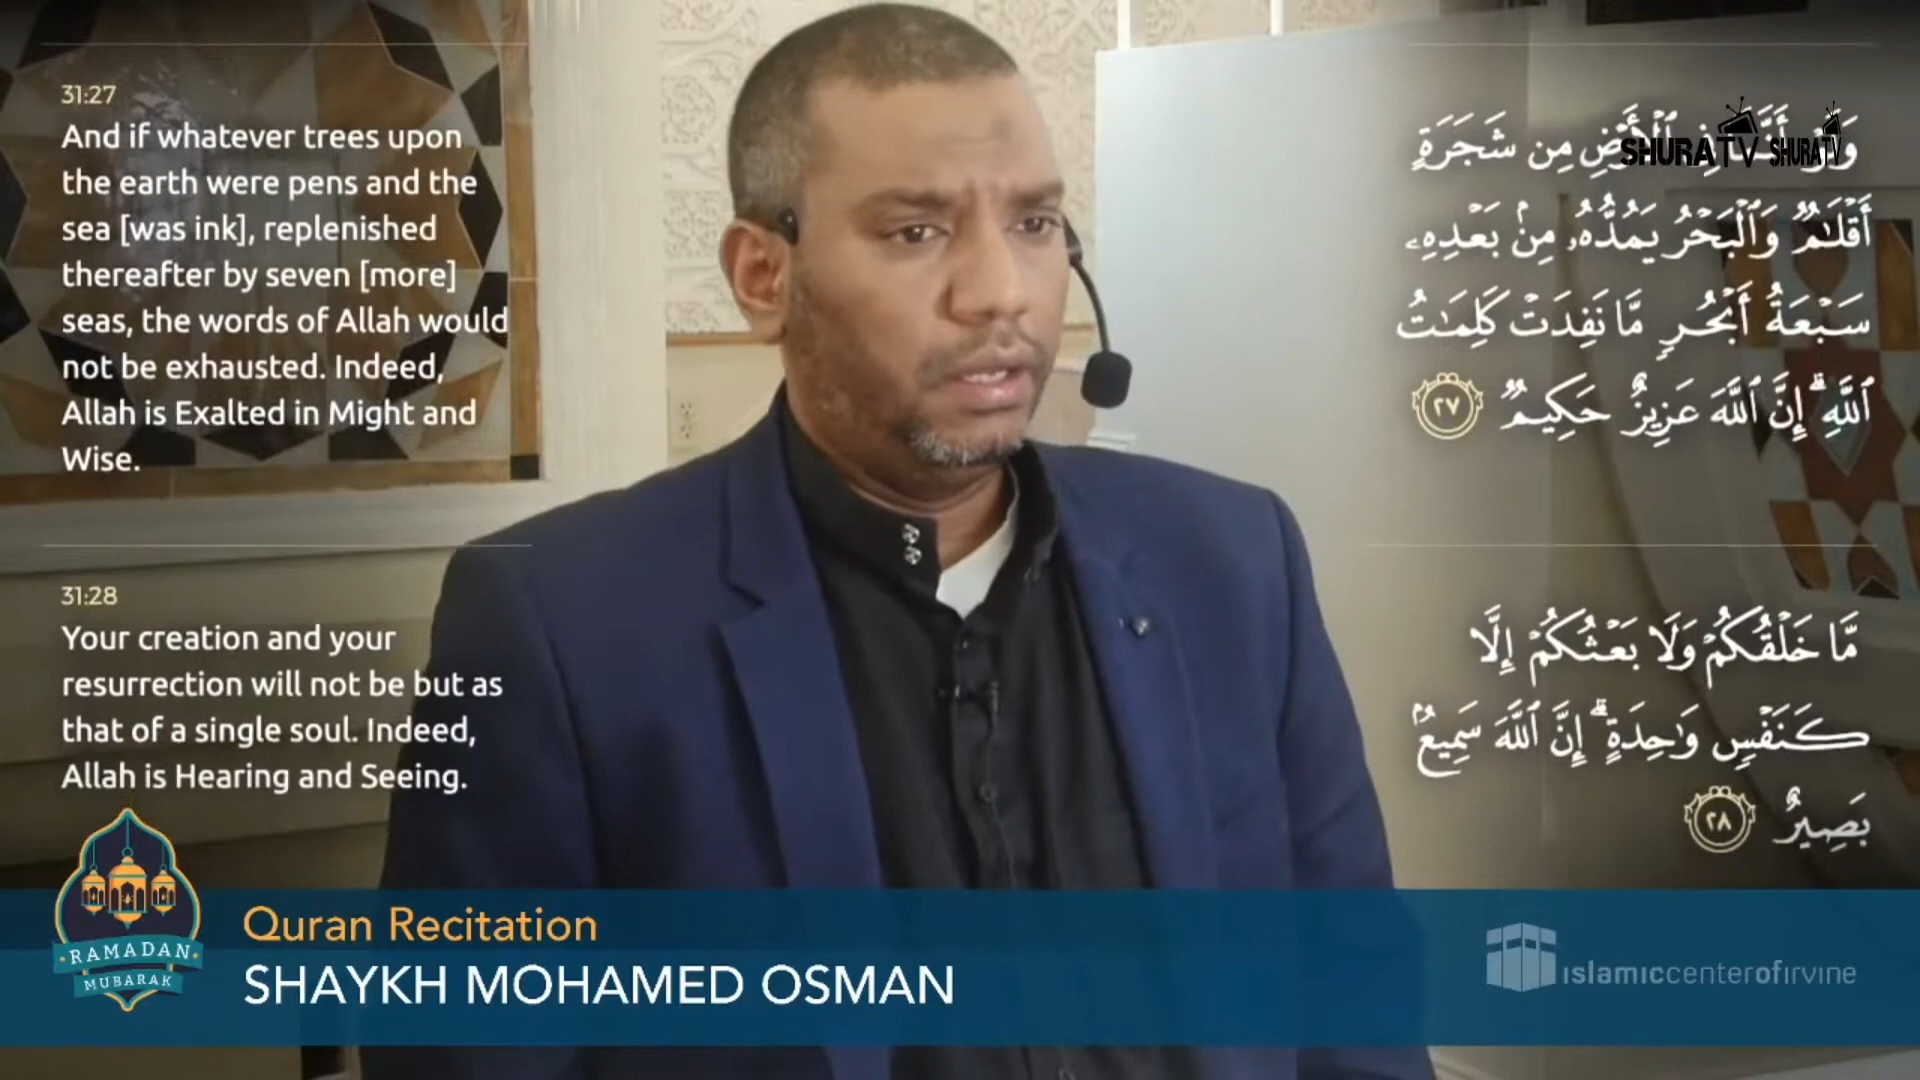 31:27
And if whatever trees upon
the earth were pens and the
sea [was ink], replenished
thereafter by seven [more]
seas, the words of Allah would
not be exhausted. Indeed,
Allah is Exalted in Might and
Wise.
31:28
Your creation and your
resurrection will not be but as
that of a single soul. Indeed,
Allah is Hearing and Seeing.
SHURATV SHURATV
مِن شَجَرَةٍ
أَقْلَـٰمٌ وَٱلْبَحْرُ يَمُدُّهُۥ مِنۢ بَعْدِهِۦ
سَبْعَةُ أَبْحُرٍ مَّا نَفِدَتْ كَلِمَـٰتُ
ٱللَّهِ ۗ إِنَّ ٱللَّهَ عَزِيزٌ حَكِيمٌ ٢٧
مَّا خَلْقُكُمْ وَلَا بَعْثُكُمْ إِلَّا
كَنَفْسٍ وَٰحِدَةٍ ۗ إِنَّ ٱللَّهَ سَمِيعٌۢ
بَصِيرٌ ٢٨
RAMADAN
MUBARAK
Quran Recitation
SHAYKH MOHAMED OSMAN
islamiccenterofirvine